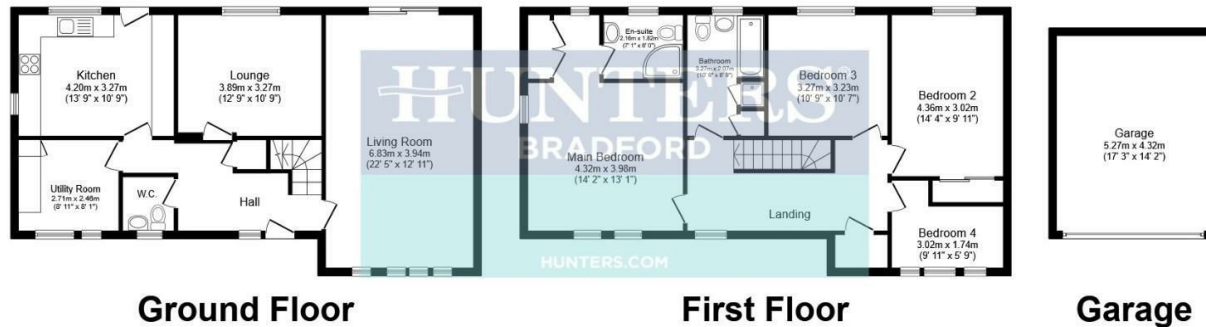 Kitchen
4.20m x 3.27m
(13' 9" x 10' 9")
Lounge
3.89m x 3.27m
(12' 9" x 10' 9")
Living Room
6.83m x 3.94m
(22' 5" x 12' 11")
Utility Room
2.71m x 2.46m
(8' 11" x 8' 1")
W.C.
Hall
Ground Floor
En-suite
2.16m x 1.82m
(7' 1" x 6' 0")
Bathroom
Bedroom 3
3.27m x 3.23m
(10' 9" x 10' 7")
Bedroom 2
4.36m x 3.02m
(14' 4" x 9' 11")
Main Bedroom
4.32m x 3.98m
(14' 2" x 13' 1")
Landing
Bedroom 4
3.02m x 1.74m
(9' 11" x 5' 9")
First Floor
Garage
5.27m x 4.32m
(17' 3" x 14' 2")
Garage
HUNTERS
BRADFORD
HUNTERS.COM